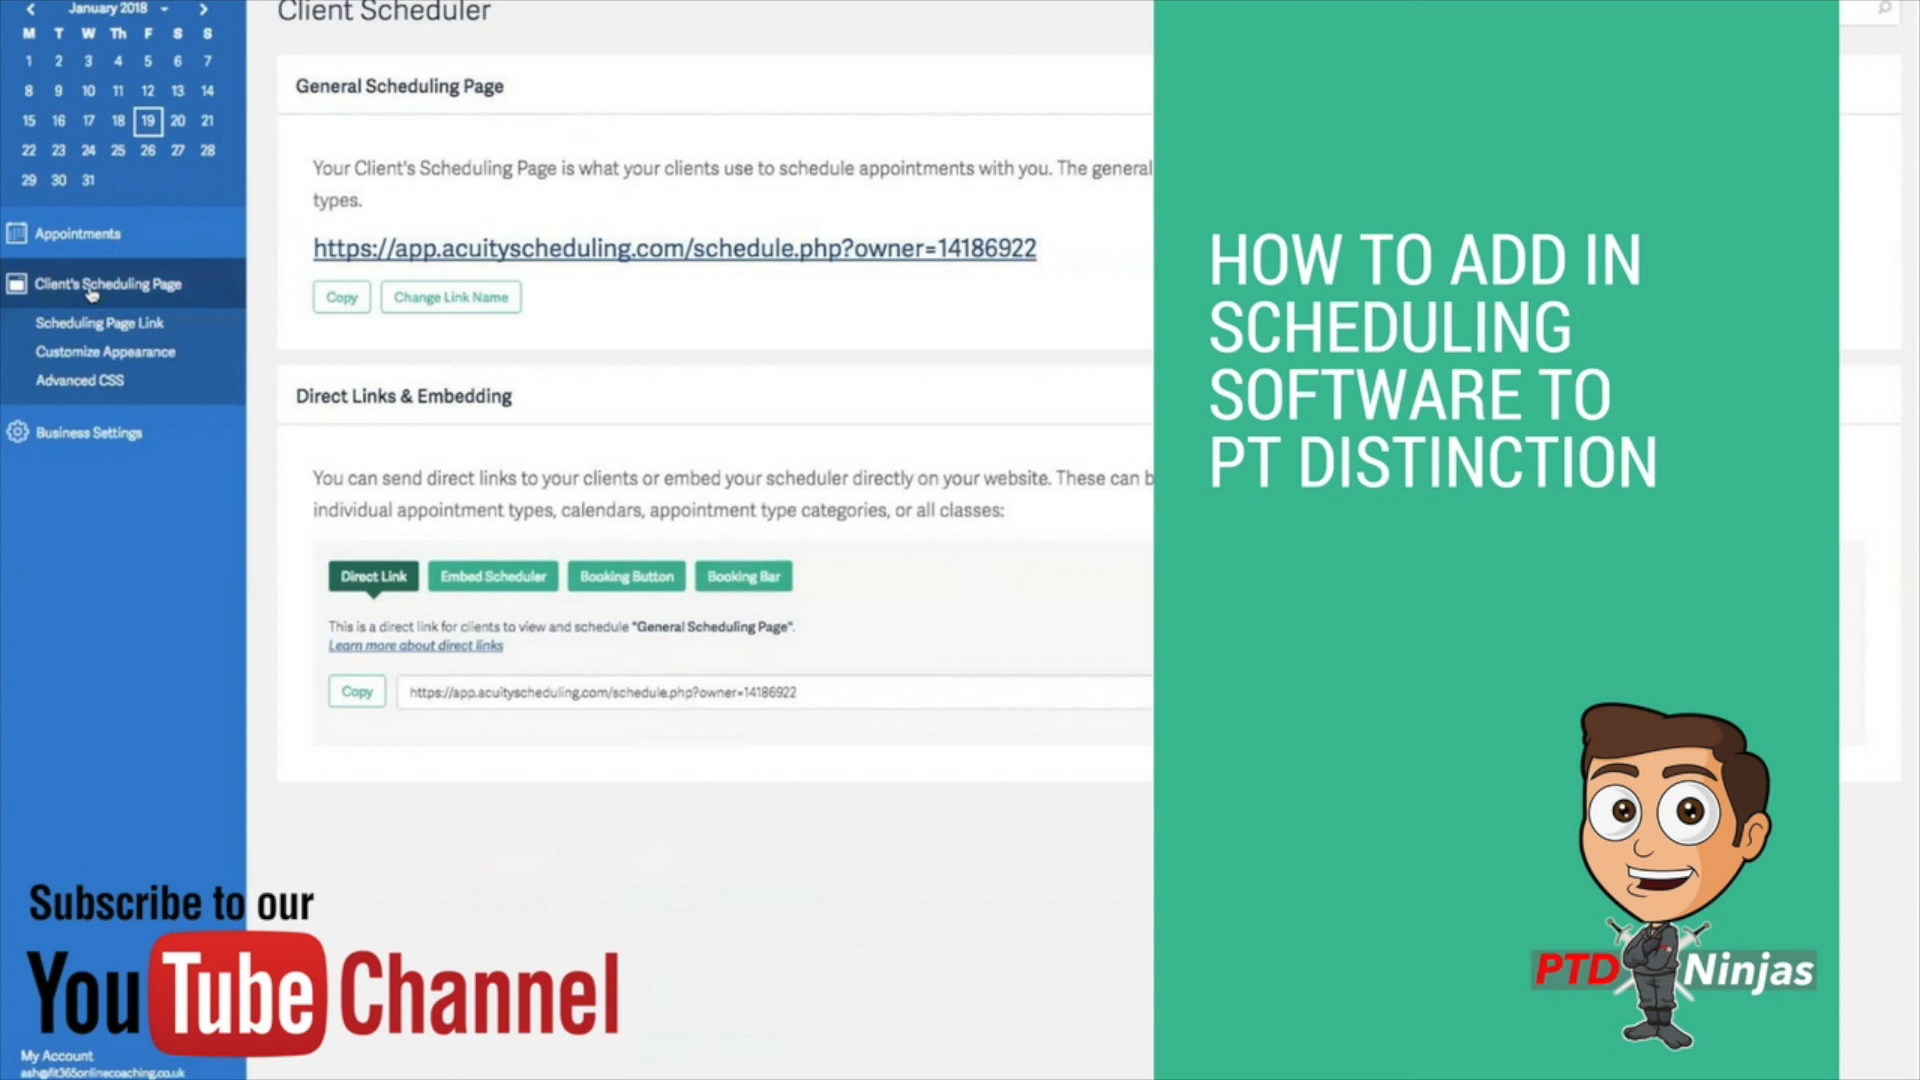 January 2018
M T W Th F S S
1 2 3 4 5 6 7
8 9 10 11 12 13 14
15 16 17 18 19 20 21
22 23 24 25 26 27 28
29 30 31
Appointments
Client's Scheduling Page
Scheduling Page Link
Customize Appearance
Advanced CSS
Business Settings
My Account
ash@fit365onlinecoaching.co.uk
Client Scheduler
General Scheduling Page
Your Client's Scheduling Page is what your clients use to schedule appointments with you. The general
types.
https://app.acuityscheduling.com/schedule.php?owner=14186922
Copy
Change Link Name
Direct Links & Embedding
You can send direct links to your clients or embed your scheduler directly on your website. These can b
individual appointment types, calendars, appointment type categories, or all classes:
Direct Link
Embed Scheduler
Booking Button
Booking Bar
This is a direct link for clients to view and schedule "General Scheduling Page".
Learn more about direct links
Copy
https://app.acuityscheduling.com/schedule.php?owner=14186922
Subscribe to our
YouTube Channel
HOW TO ADD IN
SCHEDULING
SOFTWARE TO
PT DISTINCTION
PTD Ninjas